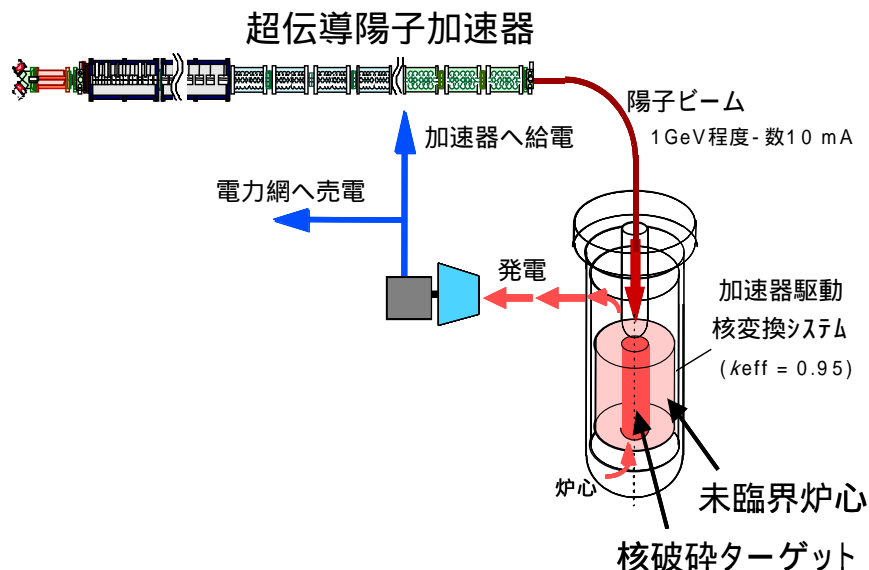 超伝導陽子加速器
陽子ビーム
1GeV程度- 数10 mA
加速器へ給電
電力網へ売電
発電
加速器駆動
核変換システム
(keff = 0.95)
炉心
未臨界炉心
核破砕ターゲット